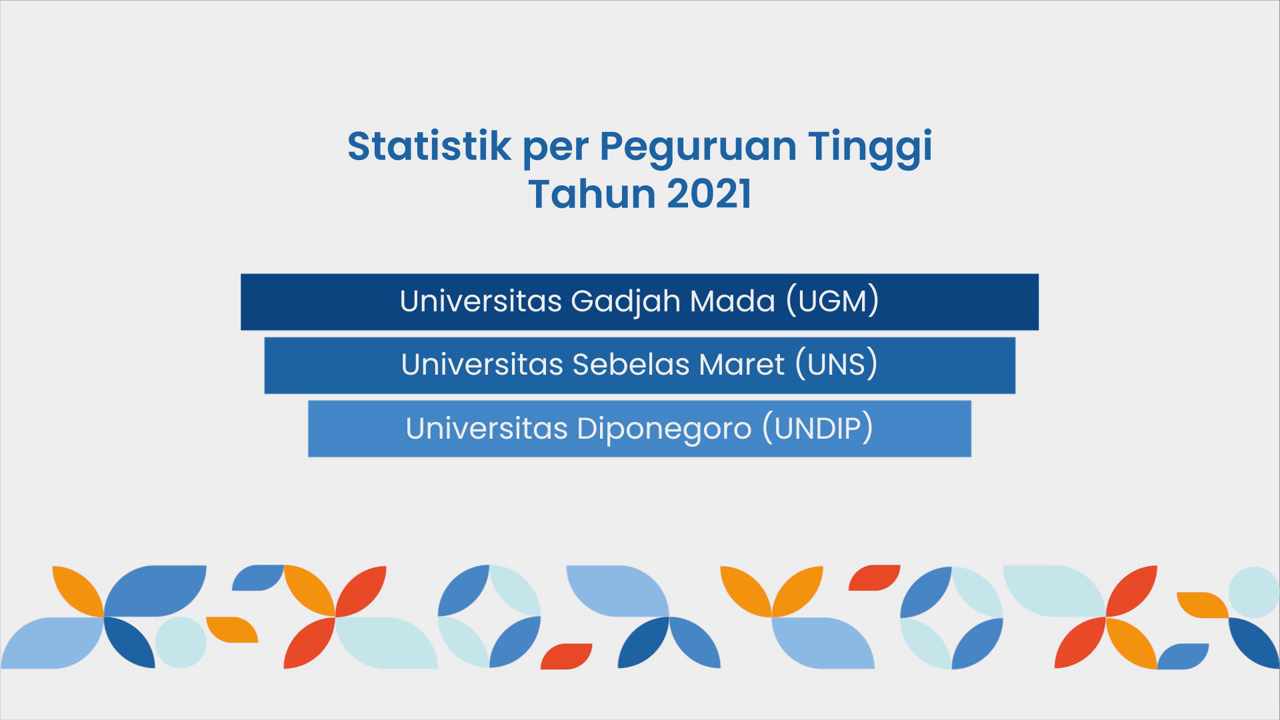 Statistik per Peguruan Tinggi
Tahun 2021
Universitas Gadjah Mada (UGM)
Universitas Sebelas Maret (UNS)
Universitas Diponegoro (UNDIP)